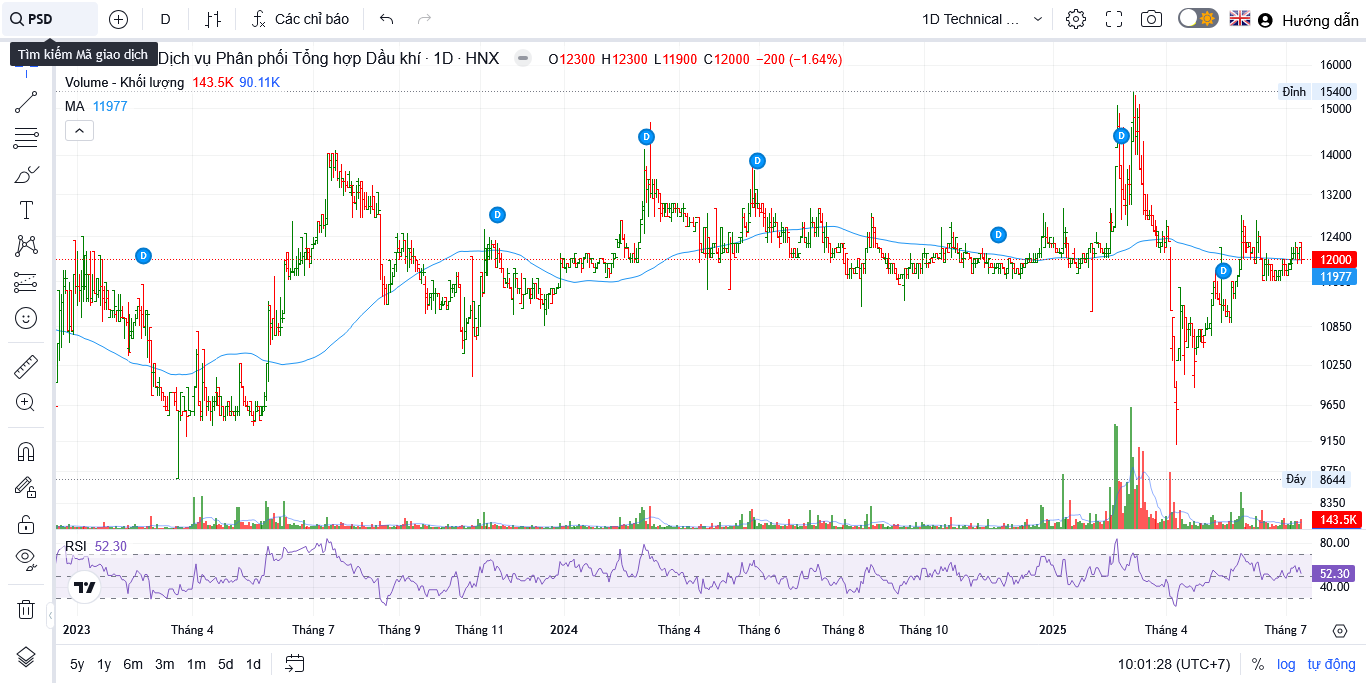 PSD
D
Các chỉ báo
1D Technical ...
Hướng dẫn
Tìm kiếm Mã giao dịch
Dịch vụ Phân phối Tổng hợp Dầu khí · 1D · HNX
O12300 H12300 L11900 C12000 −200 (−1.64%)
Volume - Khối lượng 143.5K 90.11K
MA 11977
16000
Đỉnh 15400
15000
14000
13200
12400
12000
11977
10850
10250
9650
9150
8750
Đáy 8644
8350
143.5K
D
D
D
D
D
D
D
RSI 52.30
80.00
52.30
40.00
2023 Tháng 4 Tháng 7 Tháng 9 Tháng 11 2024 Tháng 4 Tháng 6 Tháng 8 Tháng 10 2025 Tháng 4 Tháng 7
5y 1y 6m 3m 1m 5d 1d
10:01:28 (UTC+7) % log tự động